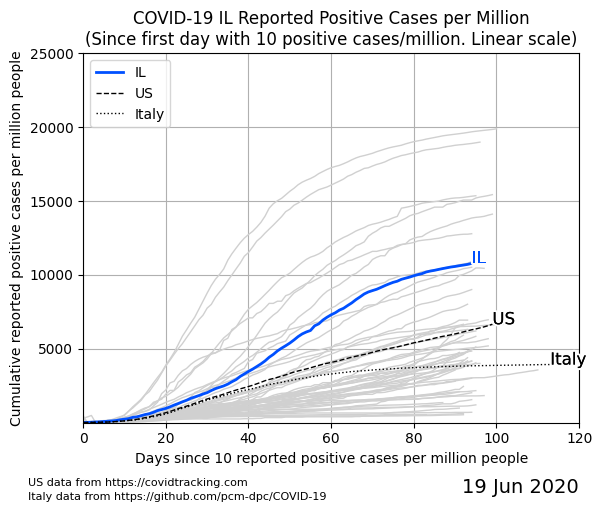 COVID-19 IL Reported Positive Cases per Million
(Since first day with 10 positive cases/million. Linear scale)
Cumulative reported positive cases per million people
25000
20000
15000
10000
5000
IL
US
Italy
IL
US
Italy
0 20 40 60 80 100 120
Days since 10 reported positive cases per million people
US data from https://covidtracking.com
Italy data from https://github.com/pcm-dpc/COVID-19
19 Jun 2020